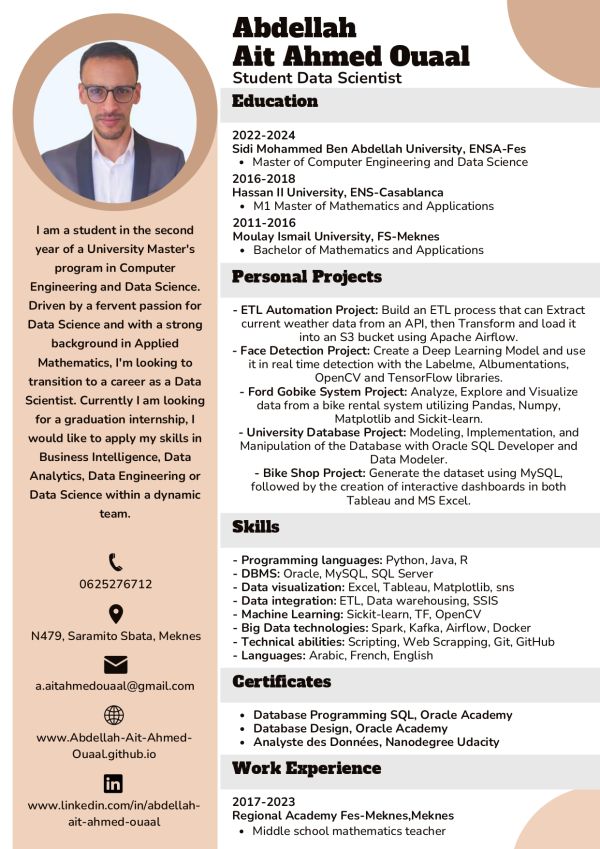 Abdellah
Ait Ahmed Ouaal
Student Data Scientist
I am a student in the second
year of a University Master's
program in Computer
Engineering and Data Science.
Driven by a fervent passion for
Data Science and with a strong
background in Applied
Mathematics, I'm looking to
transition to a career as a Data
Scientist. Currently I am looking
for a graduation internship, I
would like to apply my skills in
Business Intelligence, Data
Analytics, Data Engineering or
Data Science within a dynamic
team.
0625276712
N479, Saramito Sbata, Meknes
a.aitahmedouaal@gmail.com
www.Abdellah-Ait-Ahmed-
Ouaal.github.io
in
www.linkedin.com/in/abdellah-
ait-ahmed-ouaal
Education
2022-2024
Sidi Mohammed Ben Abdellah University, ENSA-Fes
• Master of Computer Engineering and Data Science
2016-2018
Hassan II University, ENS-Casablanca
• M1 Master of Mathematics and Applications
2011-2016
Moulay Ismail University, FS-Meknes
• Bachelor of Mathematics and Applications
Personal Projects
- ETL Automation Project: Build an ETL process that can Extract
current weather data from an API, then Transform and load it
into an S3 bucket using Apache Airflow.
- Face Detection Project: Create a Deep Learning Model and use
it in real time detection with the Labelme, Albumentations,
OpenCV and TensorFlow libraries.
- Ford Gobike System Project: Analyze, Explore and Visualize
data from a bike rental system utilizing Pandas, Numpy,
Matplotlib and Sickit-learn.
- University Database Project: Modeling, Implementation, and
Manipulation of the Database with Oracle SQL Developer and
Data Modeler.
- Bike Shop Project: Generate the dataset using MySQL,
followed by the creation of interactive dashboards in both
Tableau and MS Excel.
Skills
- Programming languages: Python, Java, R
- DBMS: Oracle, MySQL, SQL Server
- Data visualization: Excel, Tableau, Matplotlib, sns
- Data integration: ETL, Data warehousing, SSIS
- Machine Learning: Sickit-learn, TF, OpenCV
- Big Data technologies: Spark, Kafka, Airflow, Docker
- Technical abilities: Scripting, Web Scrapping, Git, GitHub
- Languages: Arabic, French, English
Certificates
• Database Programming SQL, Oracle Academy
• Database Design, Oracle Academy
• Analyste des Données, Nanodegree Udacity
Work Experience
2017-2023
Regional Academy Fes-Meknes,Meknes
• Middle school mathematics teacher